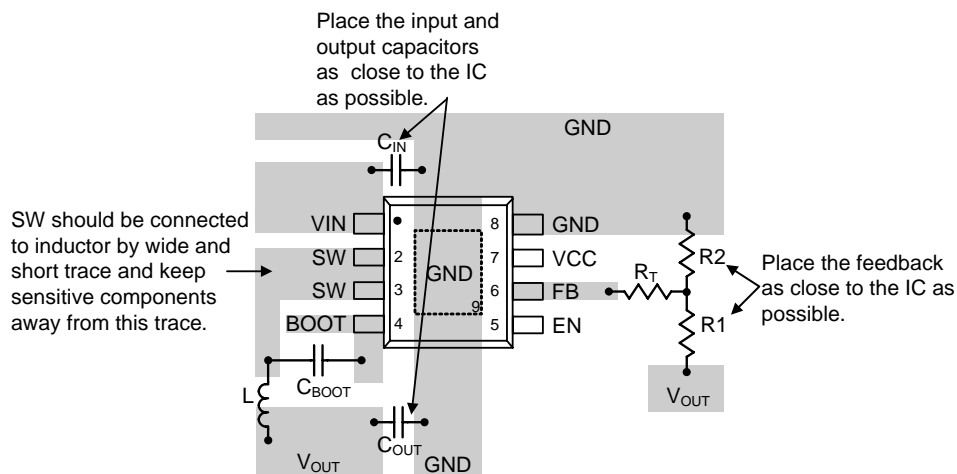 Place the input and
output capacitors
as close to the IC
as possible.
GND
CIN
SW should be connected
to inductor by wide and
short trace and keep
sensitive components
away from this trace.
VIN
SW
SW
BOOT
2
3
4
GND
9
8
7
6
5
GND
VCC
FB
EN
RT
R2
R1
Place the feedback
as close to the IC as
possible.
VOUT
L
CBOOT
COUT
VOUT
GND